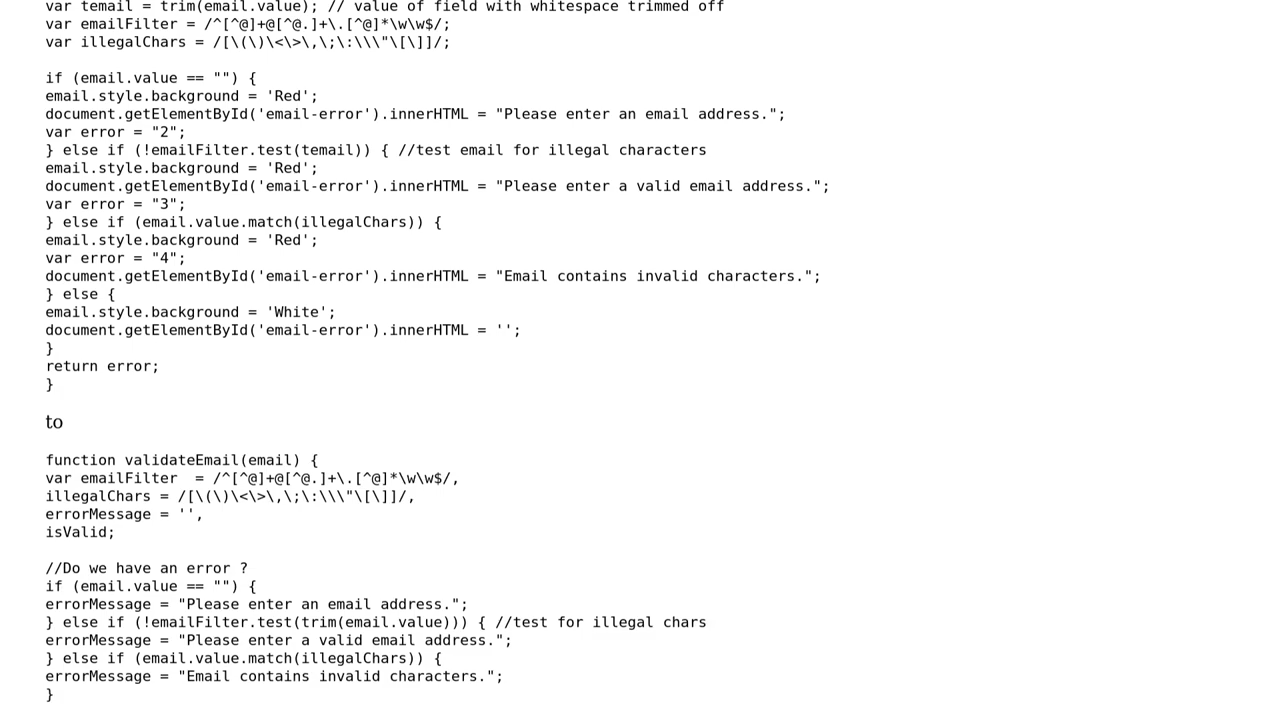 var temail = trim(email.value); // value of field with whitespace trimmed off
var emailFilter = /^[^@]+@[^@.]+\.[^@]*\w\w$/;
var illegalChars = /[\(\)\<\>\,\;\:\\\"\[\]]/;
if (email.value == "") {
email.style.background = 'Red';
document.getElementById('email-error').innerHTML = "Please enter an email address.";
var error = "2";
} else if (!emailFilter.test(temail)) { //test email for illegal characters
email.style.background = 'Red';
document.getElementById('email-error').innerHTML = "Please enter a valid email address.";
var error = "3";
} else if (email.value.match(illegalChars)) {
email.style.background = 'Red';
var error = "4";
document.getElementById('email-error').innerHTML = "Email contains invalid characters.";
} else {
email.style.background = 'White';
document.getElementById('email-error').innerHTML = '';
}
return error;
}
to
function validateEmail(email) {
var emailFilter  = /^[^@]+@[^@.]+\.[^@]*\w\w$/,
illegalChars = /[\(\)\<\>\,\;\:\\\"\[\]]/,
errorMessage = '',
isValid;
//Do we have an error ?
if (email.value == "") {
errorMessage = "Please enter an email address.";
} else if (!emailFilter.test(trim(email.value))) { //test for illegal chars
errorMessage = "Please enter a valid email address.";
} else if (email.value.match(illegalChars)) {
errorMessage = "Email contains invalid characters.";
}